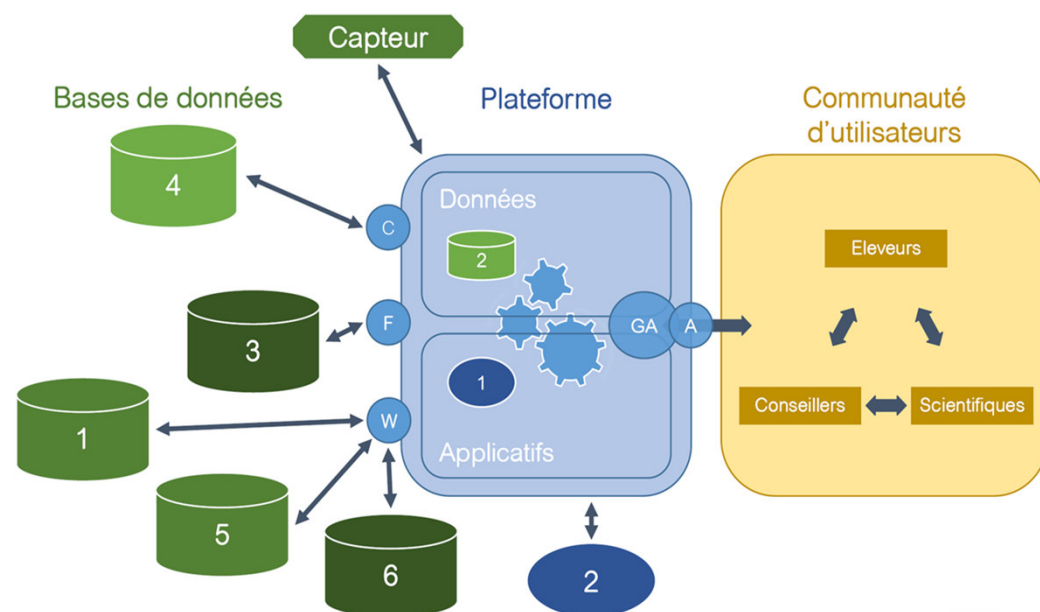 Capteur
Bases de données
Plateforme
Communauté
d'utilisateurs
4
C
Données
2
Eleveurs
3
F
GA
A
1
Conseillers
Scientifiques
1
W
Applicatifs
5
6
2